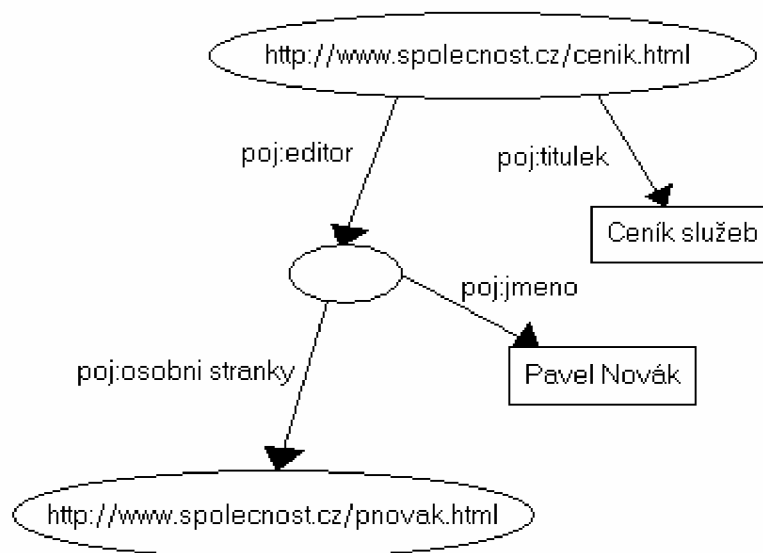 http://www.spolecnost.cz/cenik.html
poj:editor
poj:titulek
Ceník služeb
poj:jmeno
poj:osobni stranky
Pavel Novák
http://www.spolecnost.cz/pnovak.html